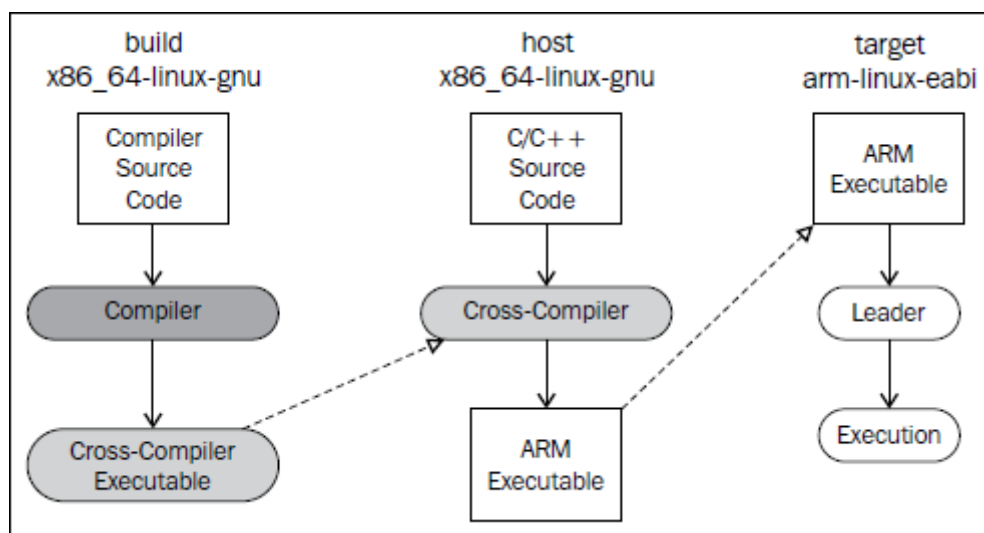 build
x86_64-linux-gnu
Compiler
Source
Code
Compiler
Cross-Compiler
Executable
host
x86_64-linux-gnu
C/C++
Source
Code
Cross-Compiler
ARM
Executable
target
arm-linux-eabi
ARM
Executable
Leader
Execution